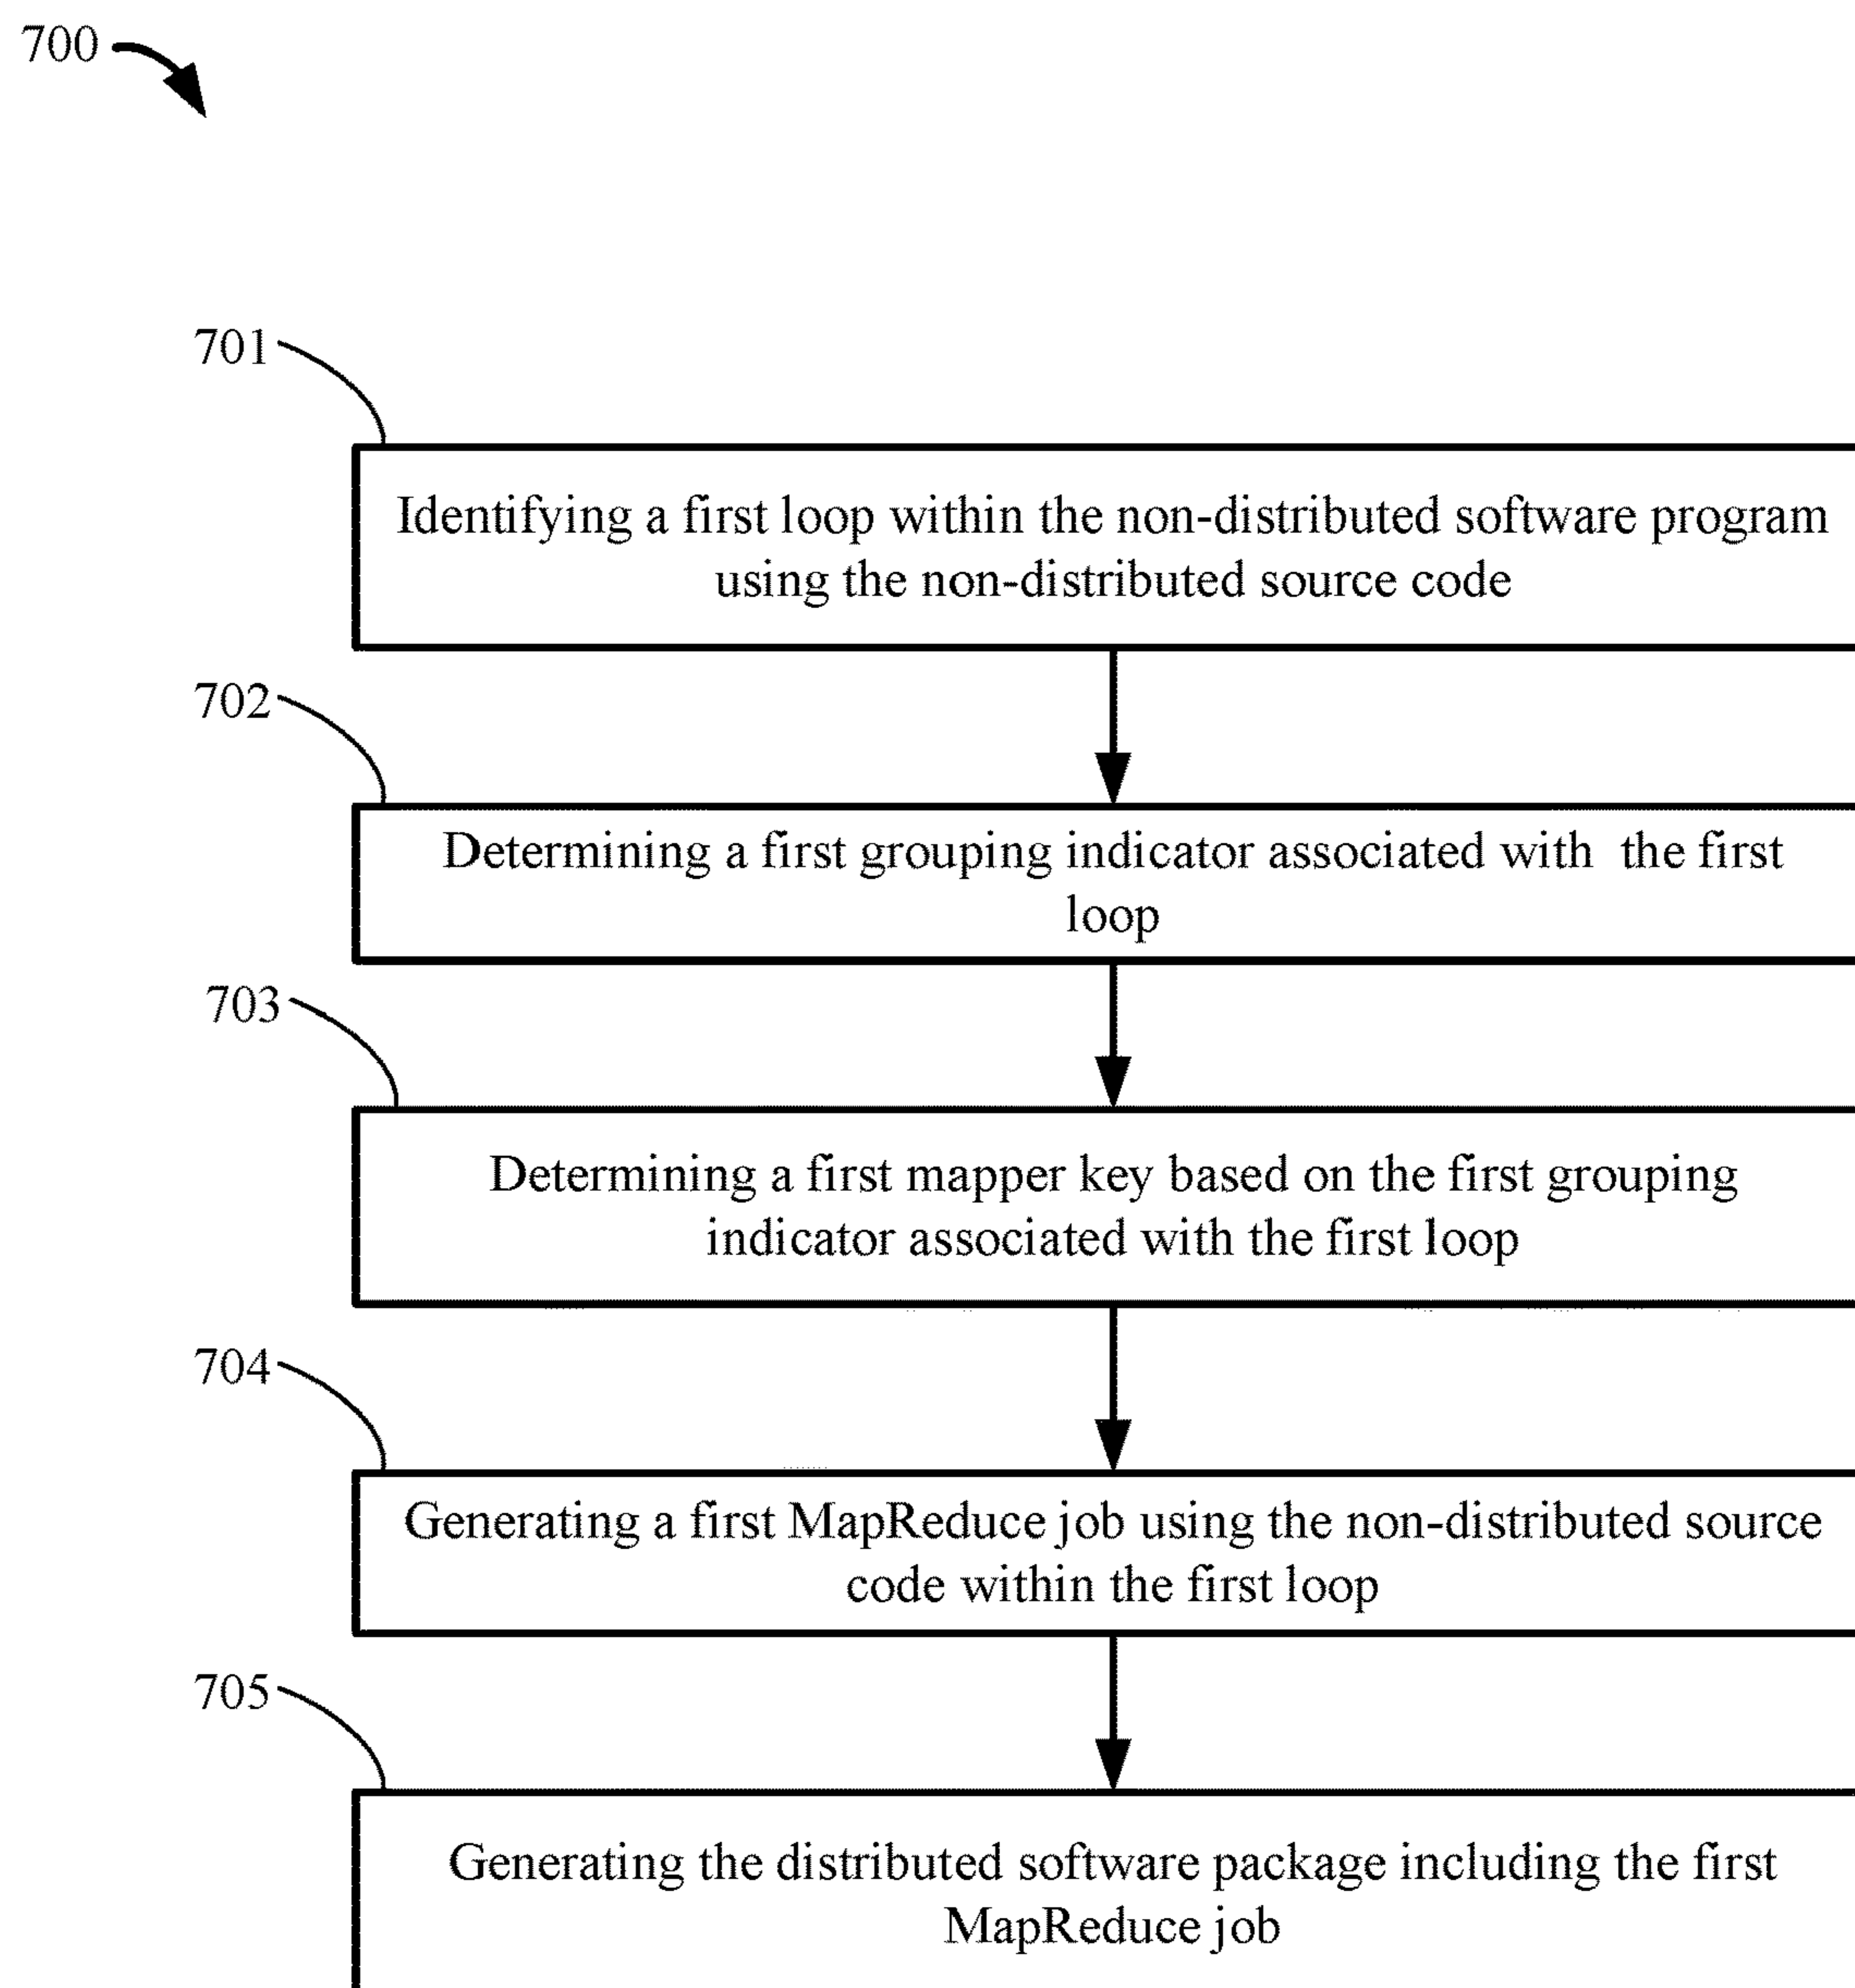 700
701
Identifying a first loop within the non-distributed software program
using the non-distributed source code
702
Determining a first grouping indicator associated with the first
loop
703
Determining a first mapper key based on the first grouping
indicator associated with the first loop
704
Generating a first MapReduce job using the non-distributed source
code within the first loop
705
Generating the distributed software package including the first
MapReduce job